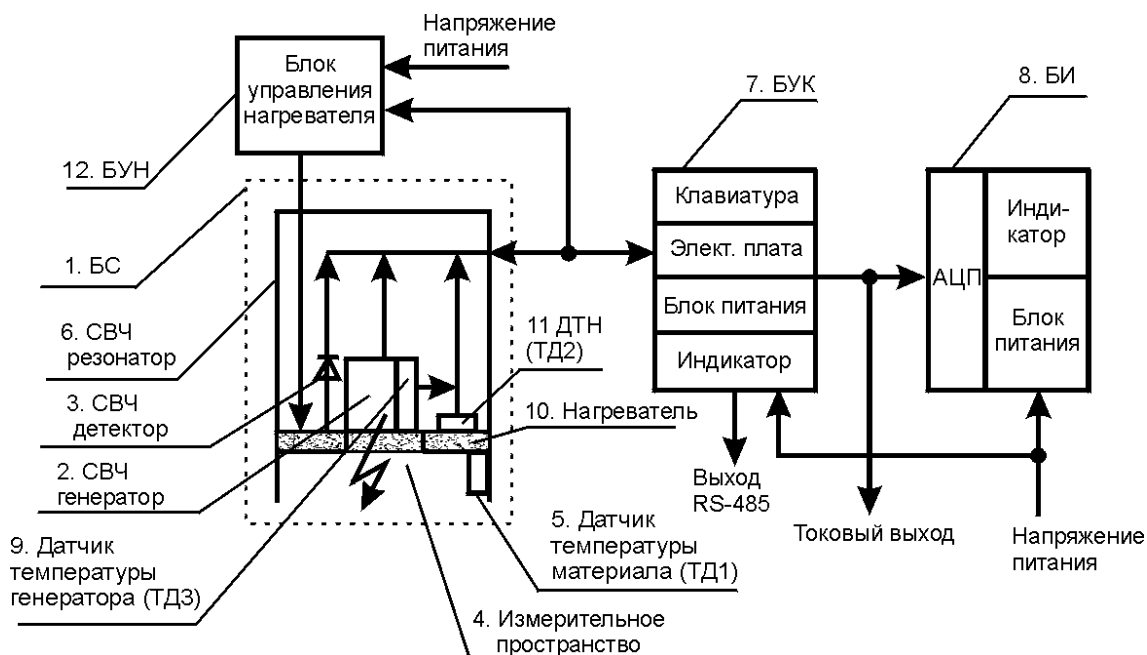 Напряжение
питания
Блок
управления
нагревателя
7. БУК
8. БИ
12. БУН
Клавиатура
Элект. плата
Блок питания
Индикатор
АЦП
Инди-
катор
Блок
питания
1. БС
6. СВЧ
резонатор
3. СВЧ
детектор
2. СВЧ
генератор
9. Датчик
температуры
генератора (ТД3)
11 ДТН
(ТД2)
10. Нагреватель
5. Датчик
температуры
материала (ТД1)
4. Измерительное
пространство
Выход
RS-485
Токовый выход
Напряжение
питания